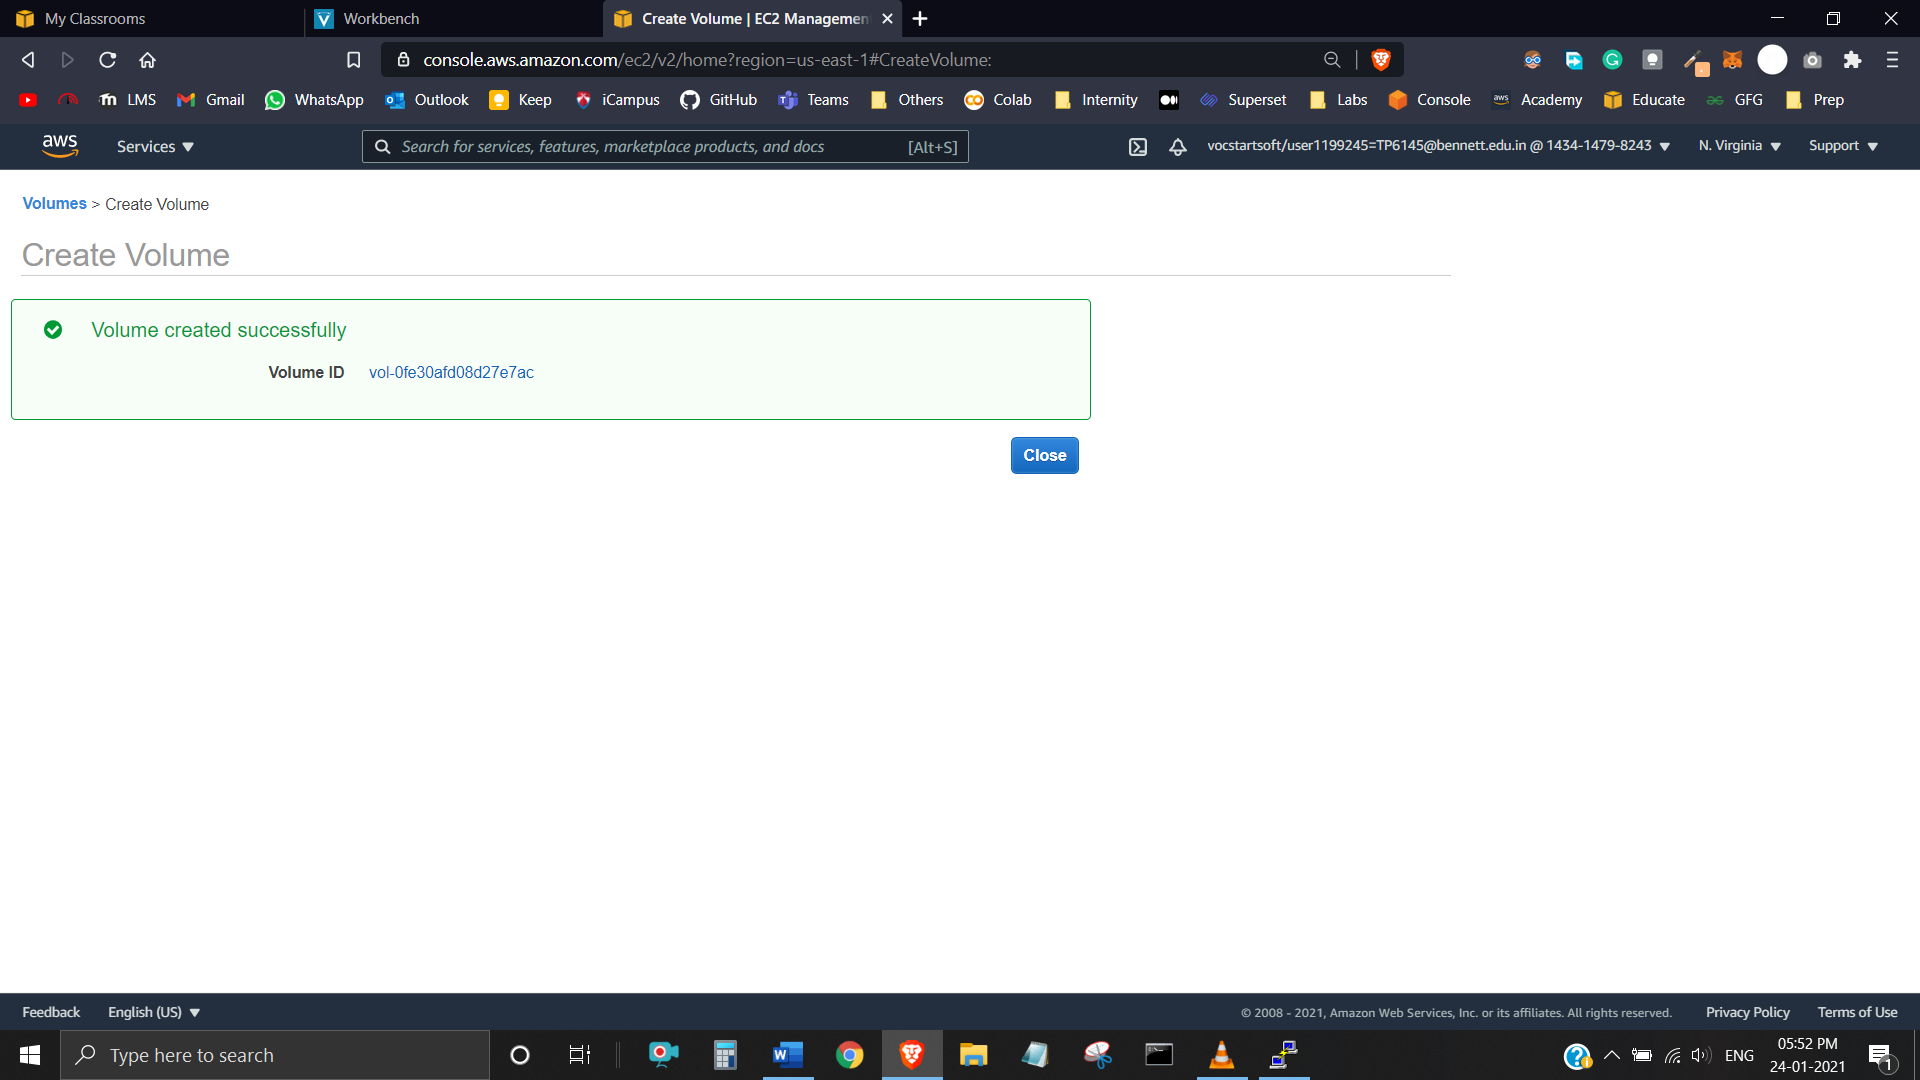 My Classrooms
Workbench
Create Volume | EC2 Managemen
console.aws.amazon.com/ec2/v2/home?region=us-east-1#CreateVolume:
LMS
Gmail
WhatsApp
Outlook
Keep
iCampus
GitHub
Teams
Others
Colab
Internity
Superset
Labs
Console
aws
Academy
Educate
GFG
Prep
aws
Services
Search for services, features, marketplace products, and docs
[Alt+S]
vocstartsoft/user1199245=TP6145@bennett.edu.in @ 1434-1479-8243
N. Virginia
Support
Volumes > Create Volume
Create Volume
Volume created successfully
Volume ID vol-0fe30afd08d27e7ac
Close
Feedback
English (US)
© 2008 - 2021, Amazon Web Services, Inc. or its affiliates. All rights reserved.
Privacy Policy
Terms of Use
Type here to search
ENG
05:52 PM
24-01-2021
1